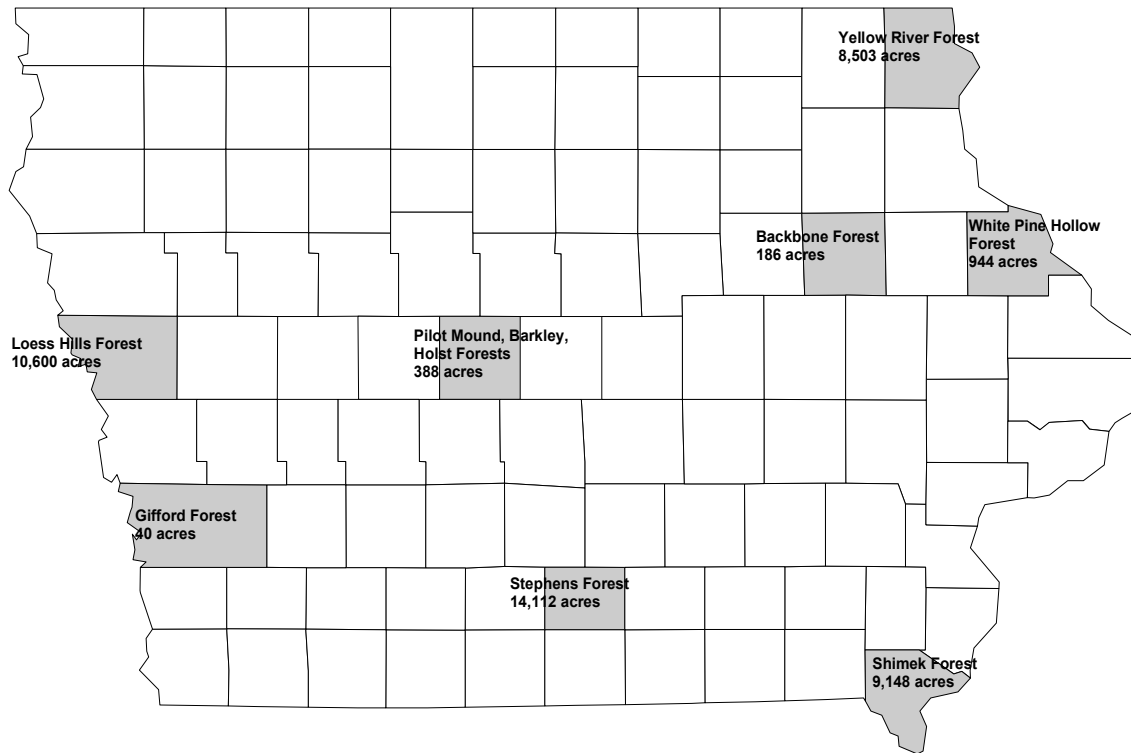 Yellow River Forest
8,503 acres
Backbone Forest
186 acres
White Pine Hollow
Forest
944 acres
Loess Hills Forest
10,600 acres
Pilot Mound, Barkley,
Holst Forests
388 acres
Gifford Forest
40 acres
Stephens Forest
14,112 acres
Shimek Forest
9,148 acres